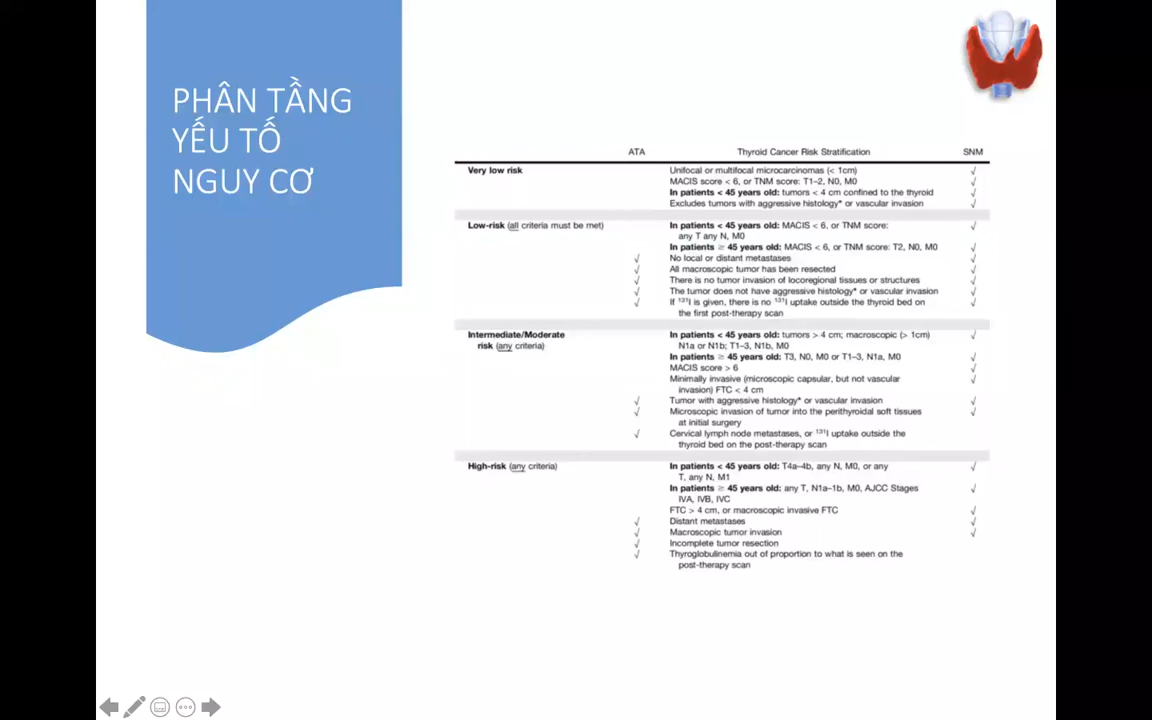 PHÂN TẦNG
YẾU TỐ
NGUY CƠ
ATA Thyroid Cancer Risk Stratification SNM
Very low risk Unifocal or multifocal microcarcinomas (< 1cm) √
MACIS score < 6, or TNM score: T1–2, N0, M0 √
In patients < 45 years old: tumors < 4 cm confined to the thyroid √
Excludes tumors with aggressive histology* or vascular invasion √
Low-risk (all criteria must be met) In patients < 45 years old: MACIS < 6, or TNM score: √
any T any N, M0
In patients ≥ 45 years old: MACIS < 6, or TNM score: T2, N0, M0 √
√ No local or distant metastases √
√ All macroscopic tumor has been resected √
√ There is no tumor invasion of locoregional tissues or structures √
√ The tumor does not have aggressive histology* or vascular invasion √
√ If ¹³¹I is given, there is no ¹³¹I uptake outside the thyroid bed on √
the first post-therapy scan
Intermediate/Moderate In patients < 45 years old: tumors > 4 cm; macroscopic (> 1cm) √
risk (any criteria) N1a or N1b; T1–3, N1b, M0
In patients ≥ 45 years old: T3, N0, M0 or T1–3, N1a, M0 √
MACIS score > 6 √
Minimally invasive (microscopic capsular, but not vascular √
invasion) FTC < 4 cm
√ Tumor with aggressive histology* or vascular invasion √
√ Microscopic invasion of tumor into the perithyroidal soft tissues √
at initial surgery
√ Cervical lymph node metastases, or ¹³¹I uptake outside the
thyroid bed on the post-therapy scan
High-risk (any criteria) In patients < 45 years old: T4a–4b, any N, M0, or any √
T, any N, M1
In patients ≥ 45 years old: any T, N1a–1b, M0, AJCC Stages √
IVA, IVB, IVC
FTC > 4 cm, or macroscopic invasive FTC √
√ Distant metastases √
√ Macroscopic tumor invasion √
√ Incomplete tumor resection
√ Thyroglobulinemia out of proportion to what is seen on the
post-therapy scan